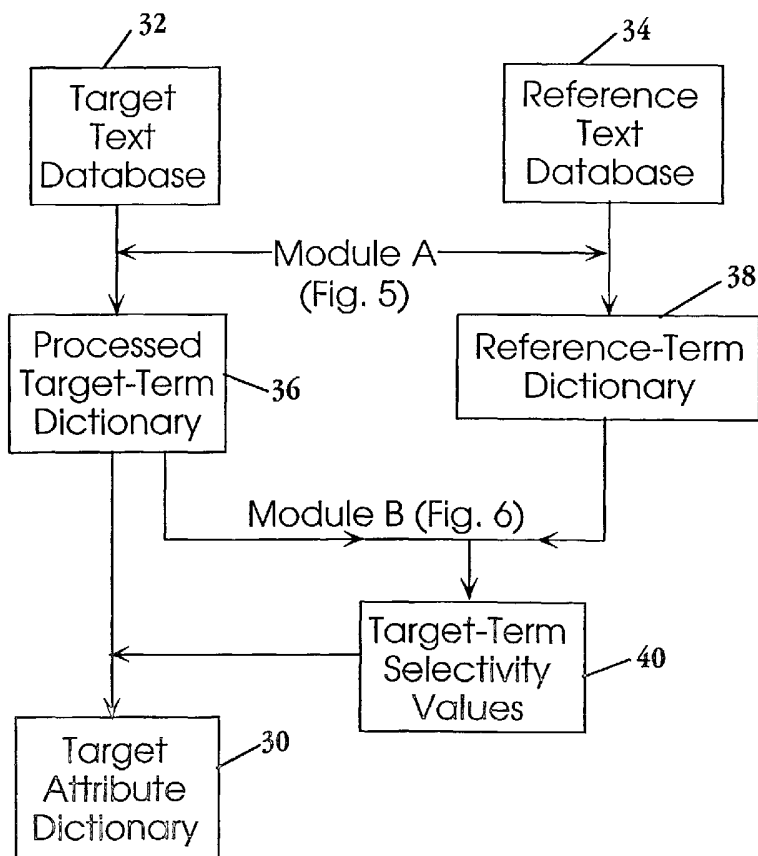 32
34
Target
Text
Database
Reference
Text
Database
Module A
(Fig. 5)
38
Processed
Target-Term
Dictionary
36
Reference-Term
Dictionary
Module B (Fig. 6)
Target-Term
Selectivity
Values
40
Target
Attribute
Dictionary
30